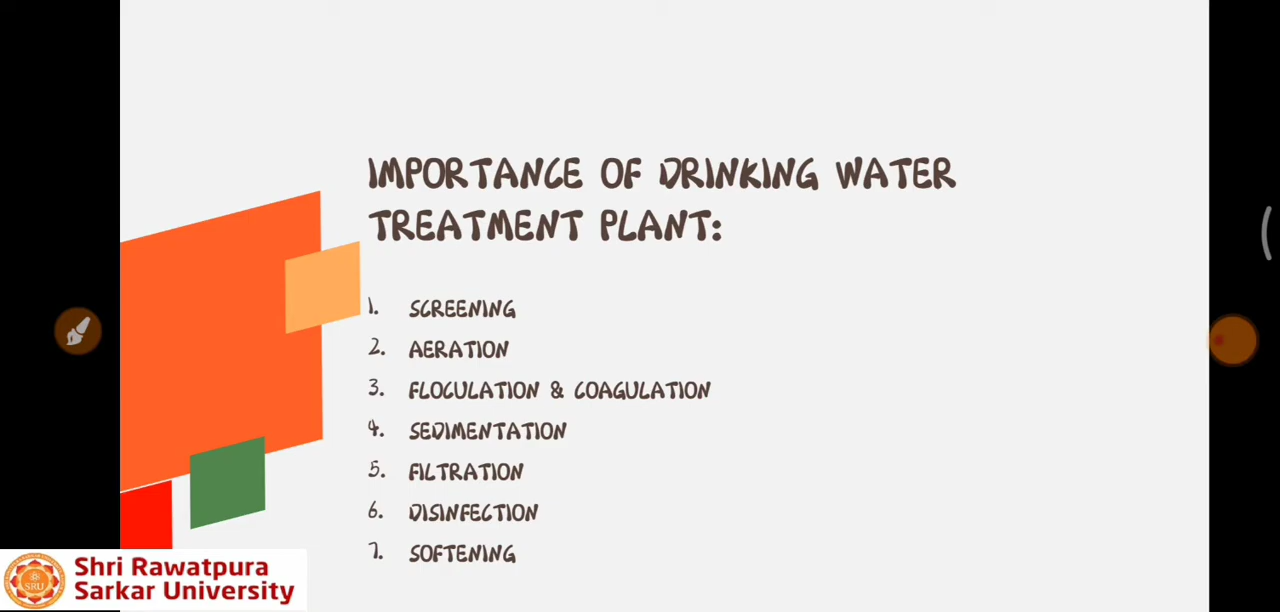 IMPORTANCE OF DRINKING WATER
TREATMENT PLANT:
1. SCREENING
2. AERATION
3. FLOCULATION & COAGULATION
4. SEDIMENTATION
5. FILTRATION
6. DISINFECTION
7. SOFTENING
SRU
Shri Rawatpura
Sarkar University